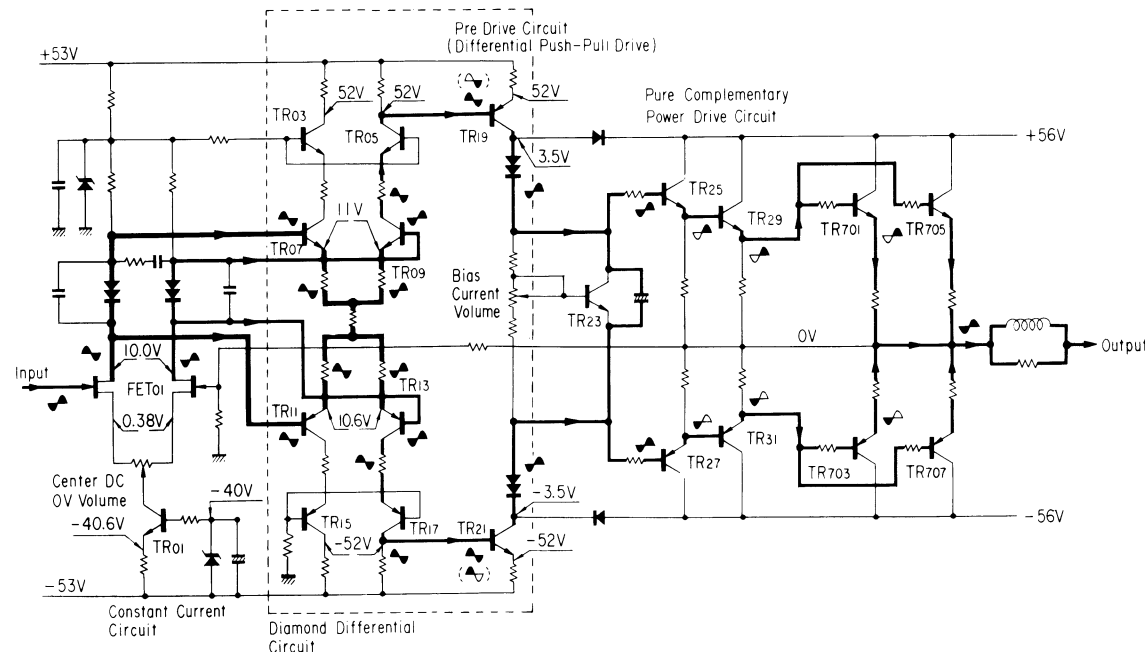 Pre Drive Circuit
(Differential Push-Pull Drive)
+53V
52V
52V
52V
Pure Complementary
Power Drive Circuit
TR03
TR05
TR19
+56V
3.5V
TR25
TR29
TR701
TR705
11V
TR07
TR09
Bias
Current
Volume
TR23
0V
10.0V
Output
Input
FET01
TR13
TR11
10.6V
0.38V
TR31
TR27
TR703
TR707
Center DC
0V Volume
-40V
-3.5V
-40.6V
TR01
TR15
TR17
TR21
-56V
-52V
-52V
-53V
Constant Current
Circuit
Diamond Differential
Circuit